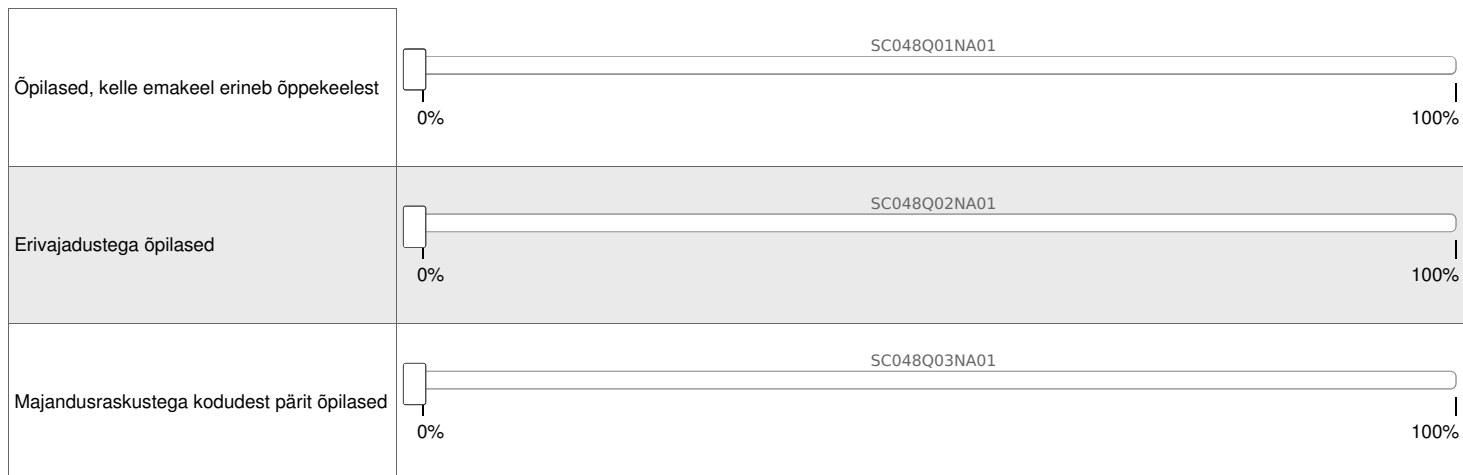 SC048Q01NA01
Õpilased, kelle emakeel erineb õppekeelest
0%
100%
SC048Q02NA01
Erivajadustega õpilased
0%
100%
SC048Q03NA01
Majandusraskustega kodudest pärit õpilased
0%
100%